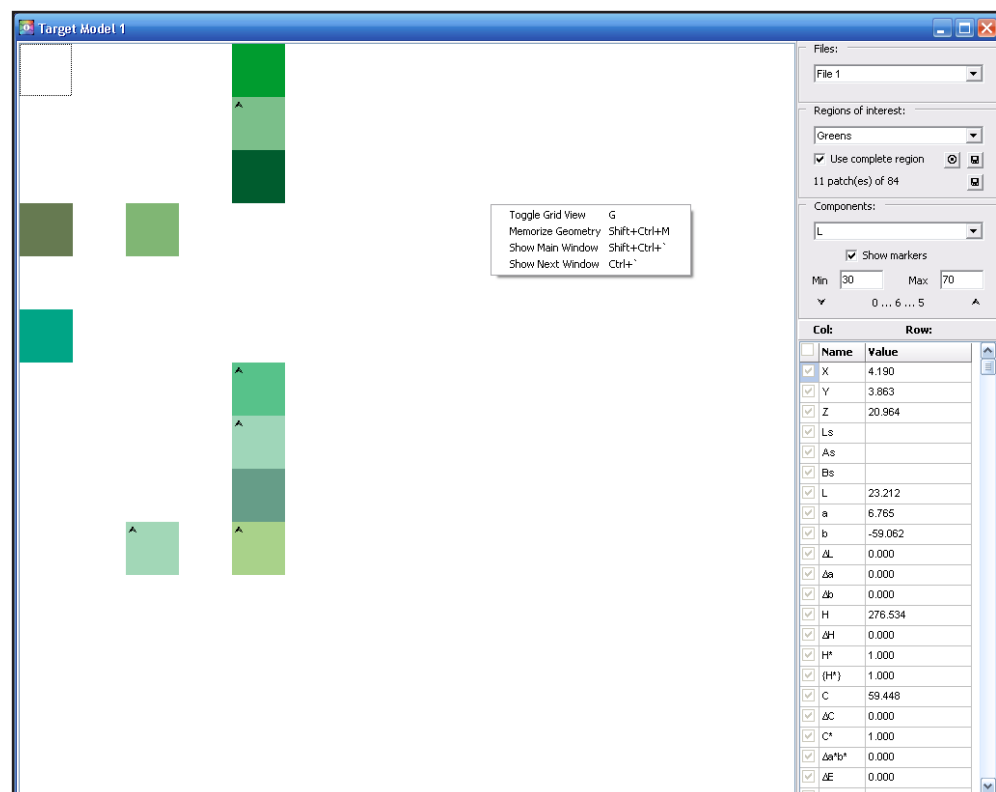 Target Model 1
Files:
File 1
Regions of interest:
Greens
Use complete region
11 patch(es) of 84
Components:
L
Show markers
Min 30 Max 70
0 ... 6 ... 5
Col: Row:
Name Value
X 4.190
Y 3.863
Z 20.964
Ls
As
Bs
L 23.212
a 6.765
b -59.062
ΔL 0.000
Δa 0.000
Δb 0.000
H 276.534
ΔH 0.000
H* 1.000
{H*} 1.000
C 59.448
ΔC 0.000
C* 1.000
Δa*b* 0.000
ΔE 0.000
Toggle Grid View G
Memorize Geometry Shift+Ctrl+M
Show Main Window Shift+Ctrl+`
Show Next Window Ctrl+`